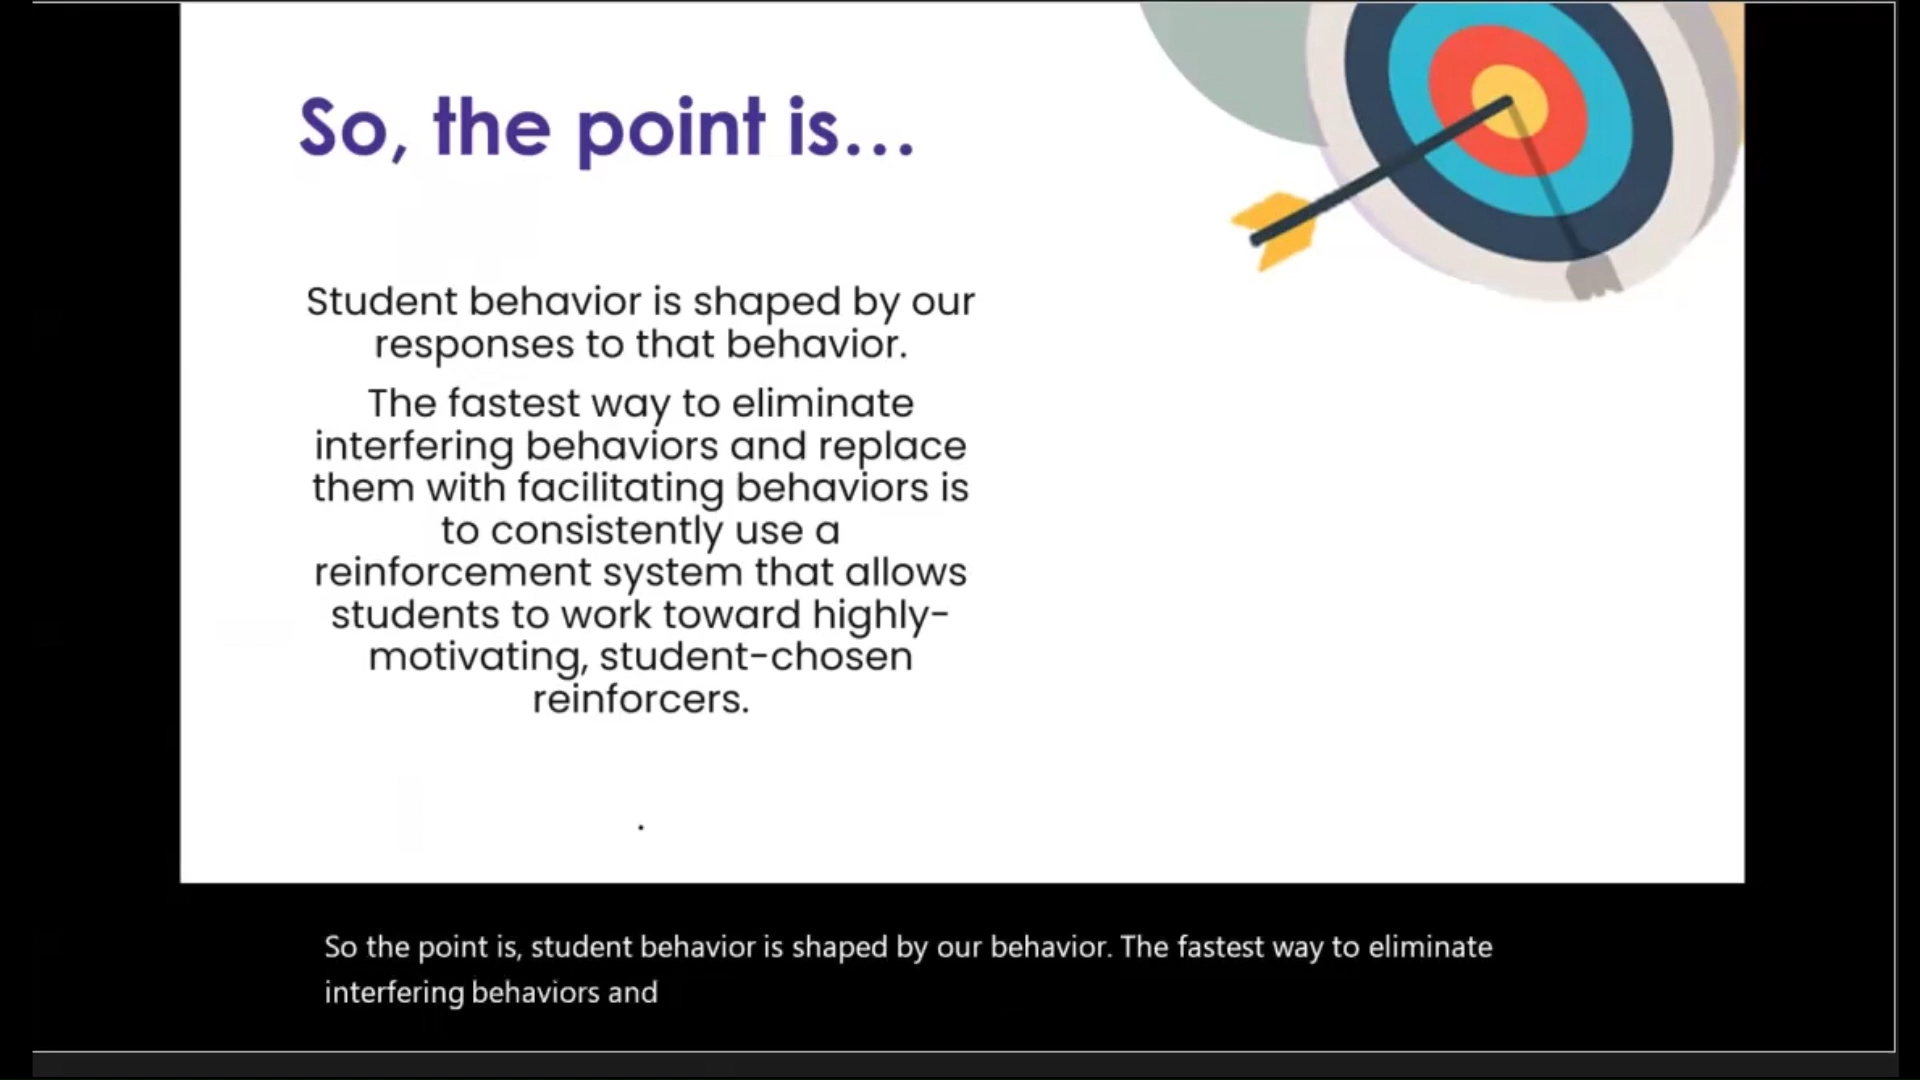 So, the point is...
Student behavior is shaped by our
responses to that behavior.
The fastest way to eliminate
interfering behaviors and replace
them with facilitating behaviors is
to consistently use a
reinforcement system that allows
students to work toward highly-
motivating, student-chosen
reinforcers.
.
So the point is, student behavior is shaped by our behavior. The fastest way to eliminate
interfering behaviors and